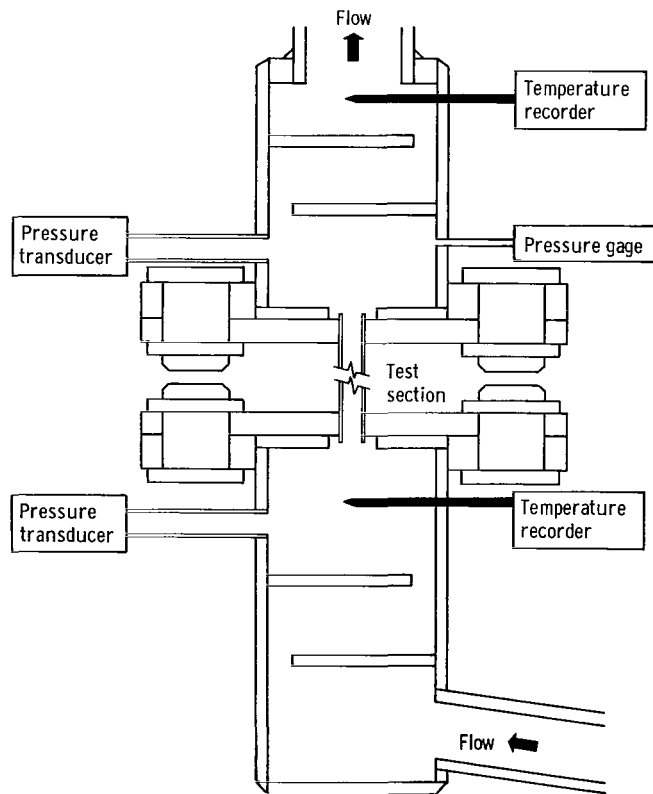 Flow
Temperature
recorder
Pressure
transducer
Pressure gage
Test
section
Pressure
transducer
Temperature
recorder
Flow